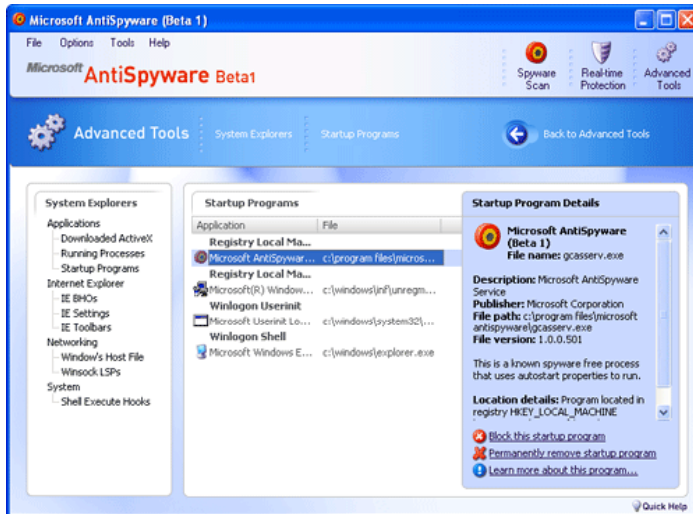 Microsoft AntiSpyware (Beta 1)
File Options Tools Help
Microsoft AntiSpyware Beta1
Spyware Scan
Real-time Protection
Advanced Tools
Advanced Tools System Explorers Startup Programs Back to Advanced Tools
System Explorers
Applications
Downloaded ActiveX
Running Processes
Startup Programs
Internet Explorer
IE BHOs
IE Settings
IE Toolbars
Networking
Window's Host File
Winsock LSPs
System
Shell Execute Hooks
Startup Programs
Application File
Registry Local Ma...
Microsoft AntiSpywar... c:\program files\micros...
Registry Local Ma...
Microsoft(R) Window... c:\windows\inf\unregm...
Winlogon Userinit
Microsoft Userinit Lo... c:\windows\system32\...
Winlogon Shell
Microsoft Windows E... c:\windows\explorer.exe
Startup Program Details
Microsoft AntiSpyware
(Beta 1)
File name: gcasserv.exe
Description: Microsoft AntiSpyware
Service
Publisher: Microsoft Corporation
File path: c:\program files\microsoft
antispyware\gcasserv.exe
File version: 1.0.0.501
This is a known spyware free process
that uses autostart properties to run.
Location details: Program located in
registry HKEY_LOCAL_MACHINE
Block this startup program
Permanently remove startup program
Learn more about this program...
Quick Help